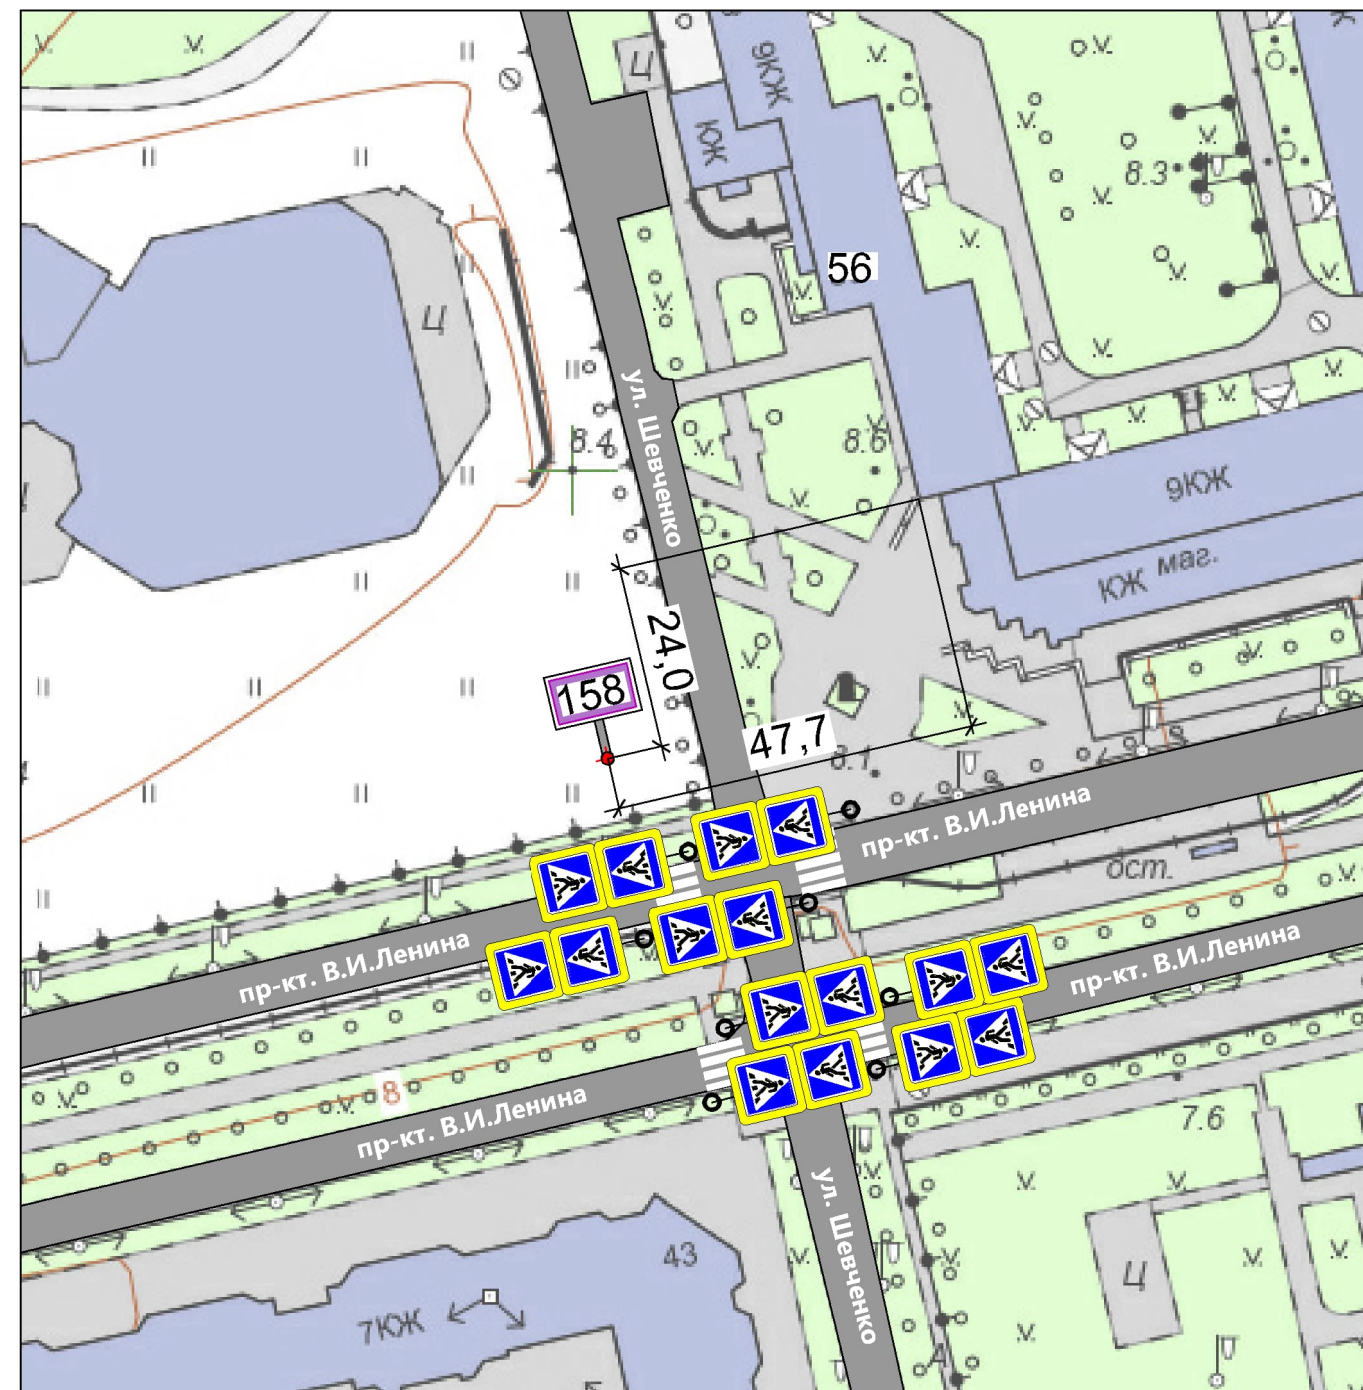 Ц
9КЖ
КЖ
8.3
56
Ц
ул. Шевченко
8.4
8.6
9КЖ
КЖ маг.
24,0
158
47,7
8.1
пр-кт. В.И.Ленина
ост.
пр-кт. В.И.Ленина
пр-кт. В.И.Ленина
8
пр-кт. В.И.Ленина
7.6
ул. Шевченко
43
Ц
7КЖ